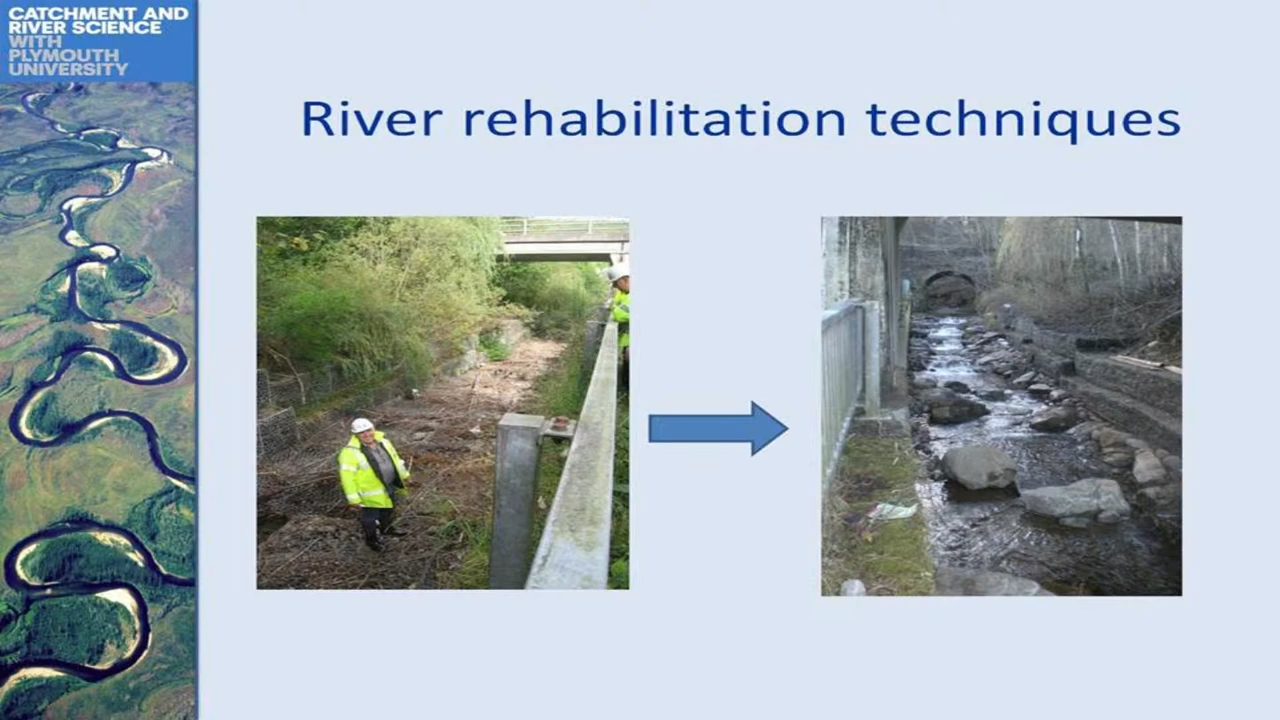 CATCHMENT AND
RIVER SCIENCE
WITH
PLYMOUTH
UNIVERSITY
River rehabilitation techniques